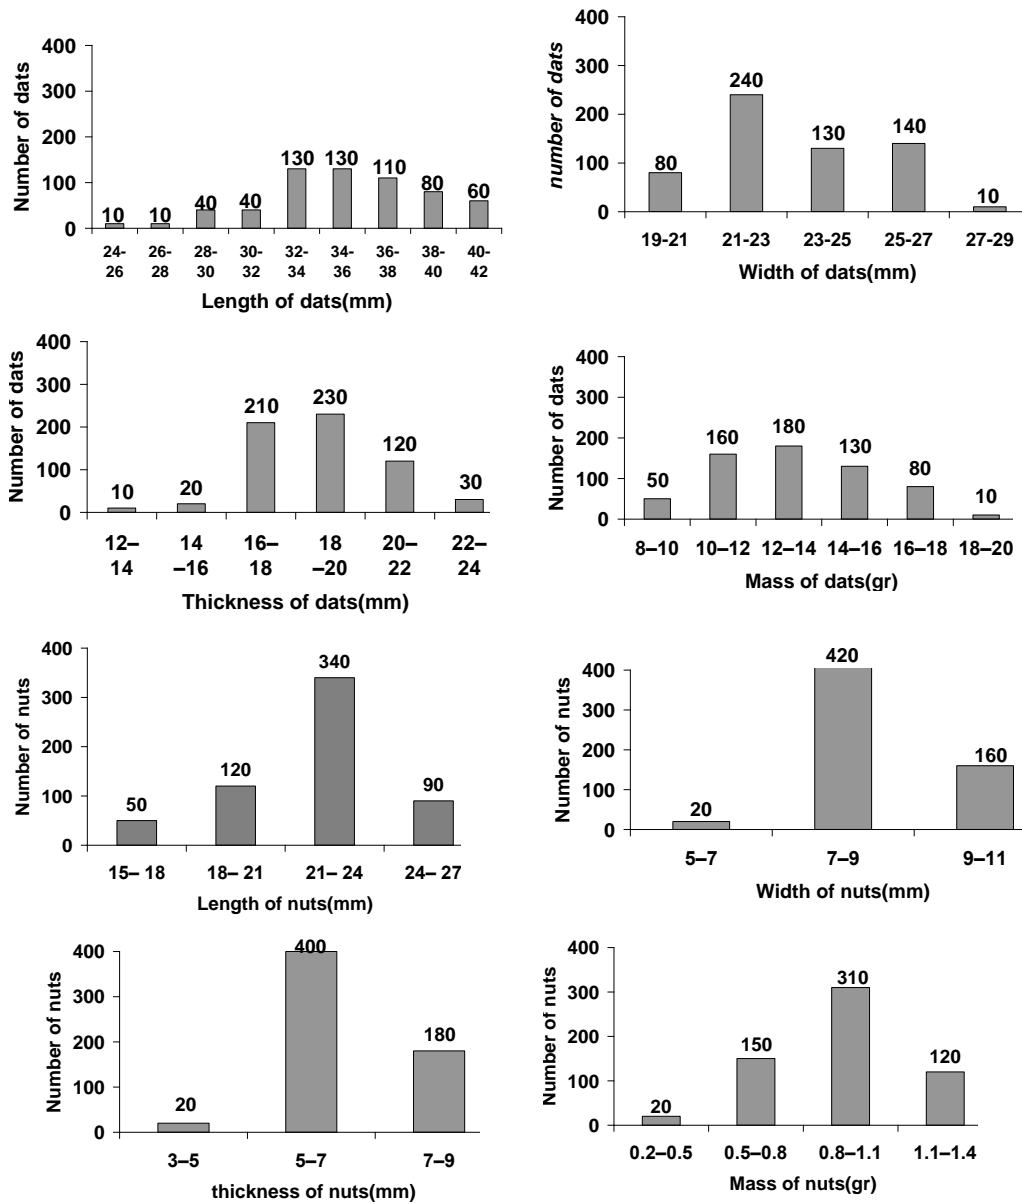 400
300
200
100
0
Number of dats
10 10 40 40 130 130 110 80 60
24- 26- 28- 30- 32- 34- 36- 38- 40-
26 28 30 32 34 36 38 40 42
Length of dats(mm)
400
300
200
100
0
number of dats
80 240 130 140 10
19-21 21-23 23-25 25-27 27-29
Width of dats(mm)
400
300
200
100
0
Number of dats
10 20 210 230 120 30
12– 14 16– 18 20– 22–
14 –16 18 –20 22 24
Thickness of dats(mm)
400
300
200
100
0
Number of dats
50 160 180 130 80 10
8–10 10–12 12–14 14–16 16–18 18–20
Mass of dats(gr)
400
300
200
100
0
Number of nuts
50 120 340 90
15– 18 18– 21 21– 24 24– 27
Length of nuts(mm)
400
300
200
100
0
Number of nuts
20 420 160
5–7 7–9 9–11
Width of nuts(mm)
400
300
200
100
0
Number of nuts
20 400 180
3–5 5–7 7–9
thickness of nuts(mm)
400
300
200
100
0
Number of nuts
20 150 310 120
0.2–0.5 0.5–0.8 0.8–1.1 1.1–1.4
Mass of nuts(gr)